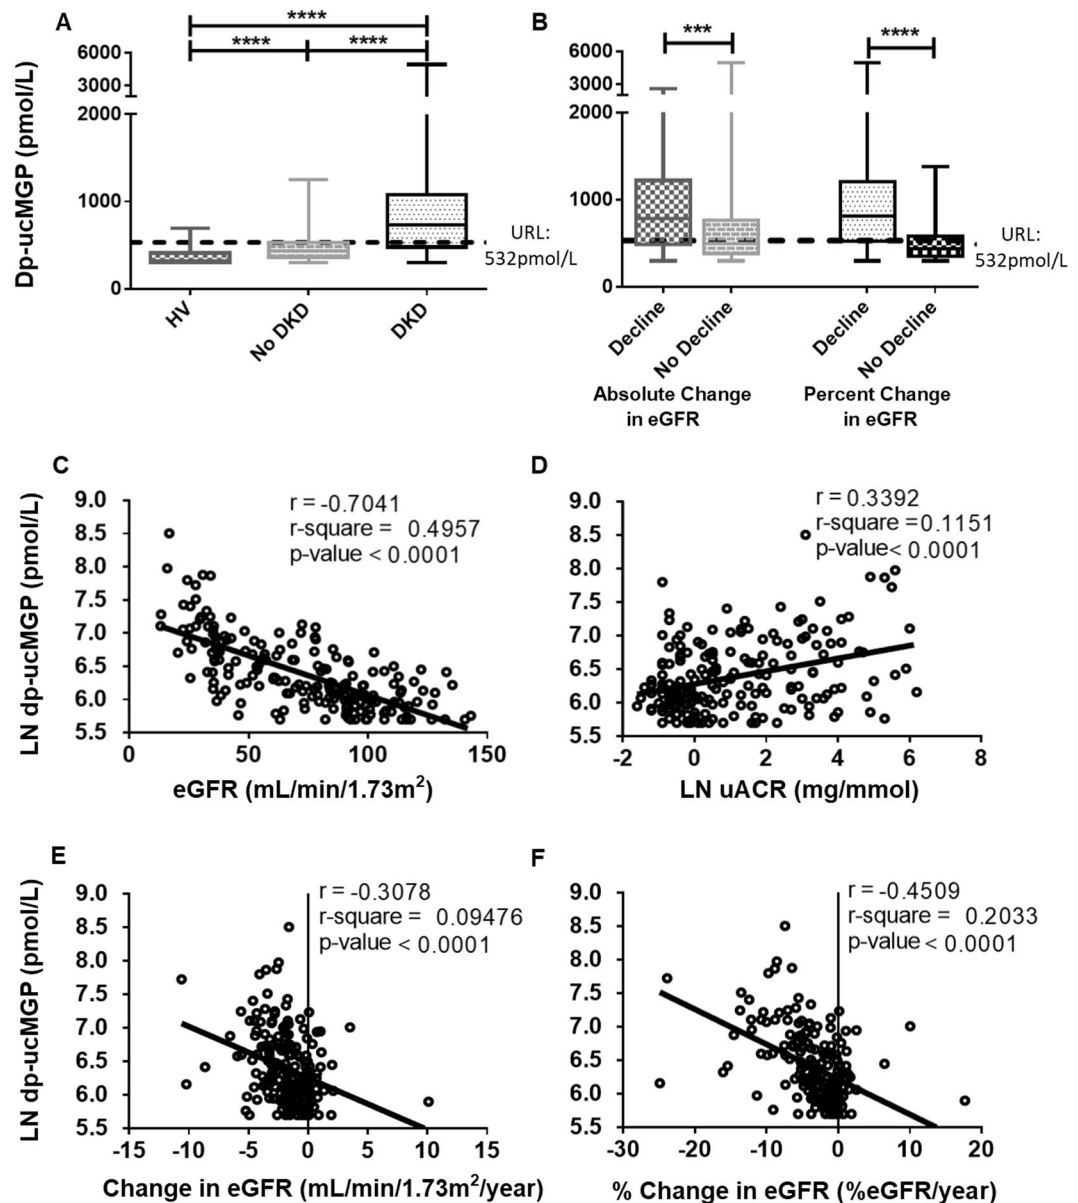 A
****
****
****
Dp-ucMGP (pmol/L)
6000
3000
2000
1000
0
URL:
532pmol/L
HV
No DKD
DKD
B
***
****
6000
3000
2000
1000
0
URL:
532pmol/L
Decline
No Decline
Decline
No Decline
Absolute Change
in eGFR
Percent Change
in eGFR
C
LN dp-ucMGP (pmol/L)
9.0
8.5
8.0
7.5
7.0
6.5
6.0
5.5
r = -0.7041
r-square = 0.4957
p-value < 0.0001
0 50 100 150
eGFR (mL/min/1.73m²)
D
9.0
8.5
8.0
7.5
7.0
6.5
6.0
5.5
r = 0.3392
r-square =0.1151
p-value< 0.0001
-2 0 2 4 6 8
LN uACR (mg/mmol)
E
LN dp-ucMGP (pmol/L)
9.0
8.5
8.0
7.5
7.0
6.5
6.0
5.5
r = -0.3078
r-square = 0.09476
p-value < 0.0001
-15 -10 -5 0 5 10 15
Change in eGFR (mL/min/1.73m²/year)
F
9.0
8.5
8.0
7.5
7.0
6.5
6.0
5.5
r = -0.4509
r-square = 0.2033
p-value < 0.0001
-30 -20 -10 0 10 20
% Change in eGFR (%eGFR/year)